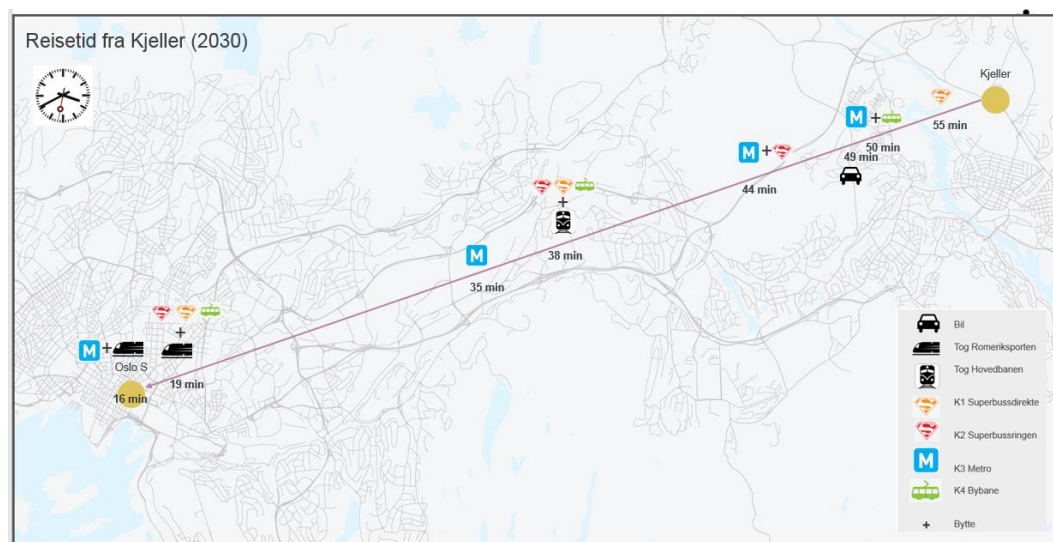 Reisetid fra Kjeller (2030)
Kjeller
55 min
M + 50 min
49 min
M +
44 min
+
38 min
M
35 min
+
19 min
M +
Oslo S
16 min
Bil
Tog Romeriksporten
Tog Hovedbanen
K1 Superbussdirekte
K2 Superbussringen
M K3 Metro
K4 Bybane
+ Bytte